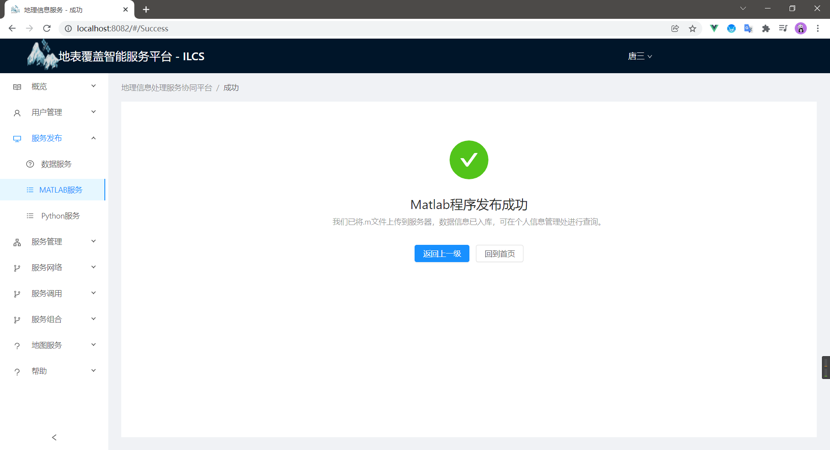 地理信息服务 - 成功
localhost:8082/#/Success
地表覆盖智能服务平台 - ILCS
唐三
概览
用户管理
服务发布
数据服务
MATLAB服务
Python服务
服务管理
服务网络
服务调用
服务组合
地图服务
帮助
地理信息处理服务协同平台 / 成功
Matlab程序发布成功
我们已将.m文件上传到服务器、数据信息已入库，可在个人信息管理处进行查询。
返回上一级
回到首页